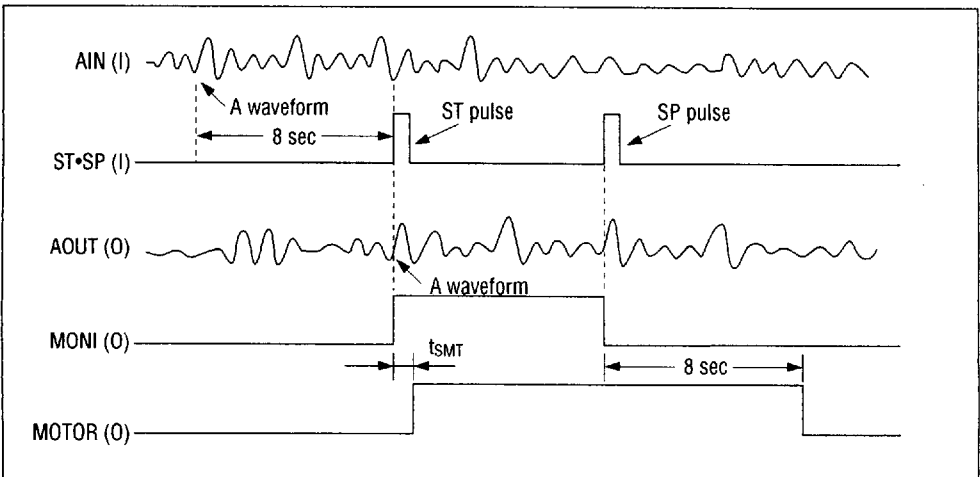 AIN (I)
A waveform
8 sec
ST pulse
SP pulse
ST•SP (I)
AOUT (O)
A waveform
MONI (O)
tSMT
8 sec
MOTOR (O)